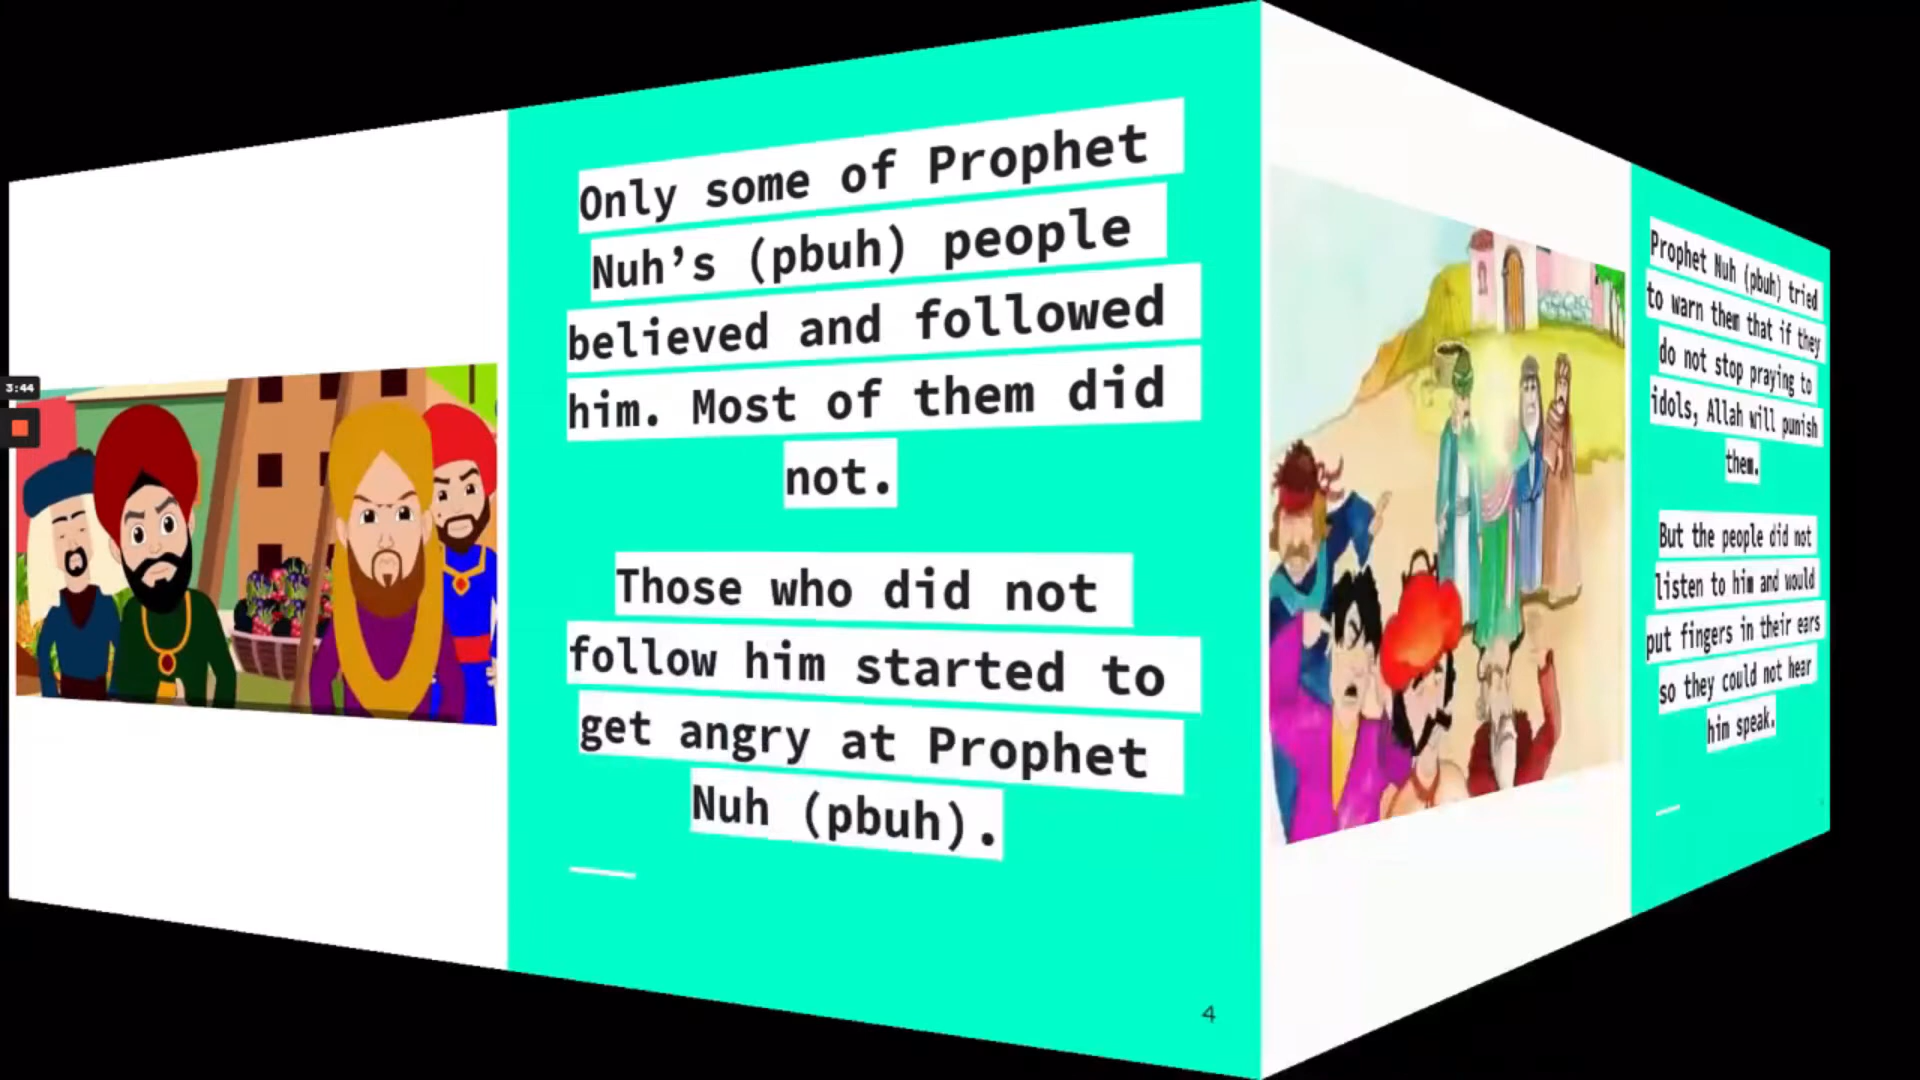 3:44
Only some of Prophet
Nuh’s (pbuh) people
believed and followed
him. Most of them did
not.
Those who did not
follow him started to
get angry at Prophet
Nuh (pbuh).
4
Prophet Nuh (pbuh) tried
to warn them that if they
do not stop praying to
idols, Allah will punish
them.
But the people did not
listen to him and would
put fingers in their ears
so they could not hear
him speak.